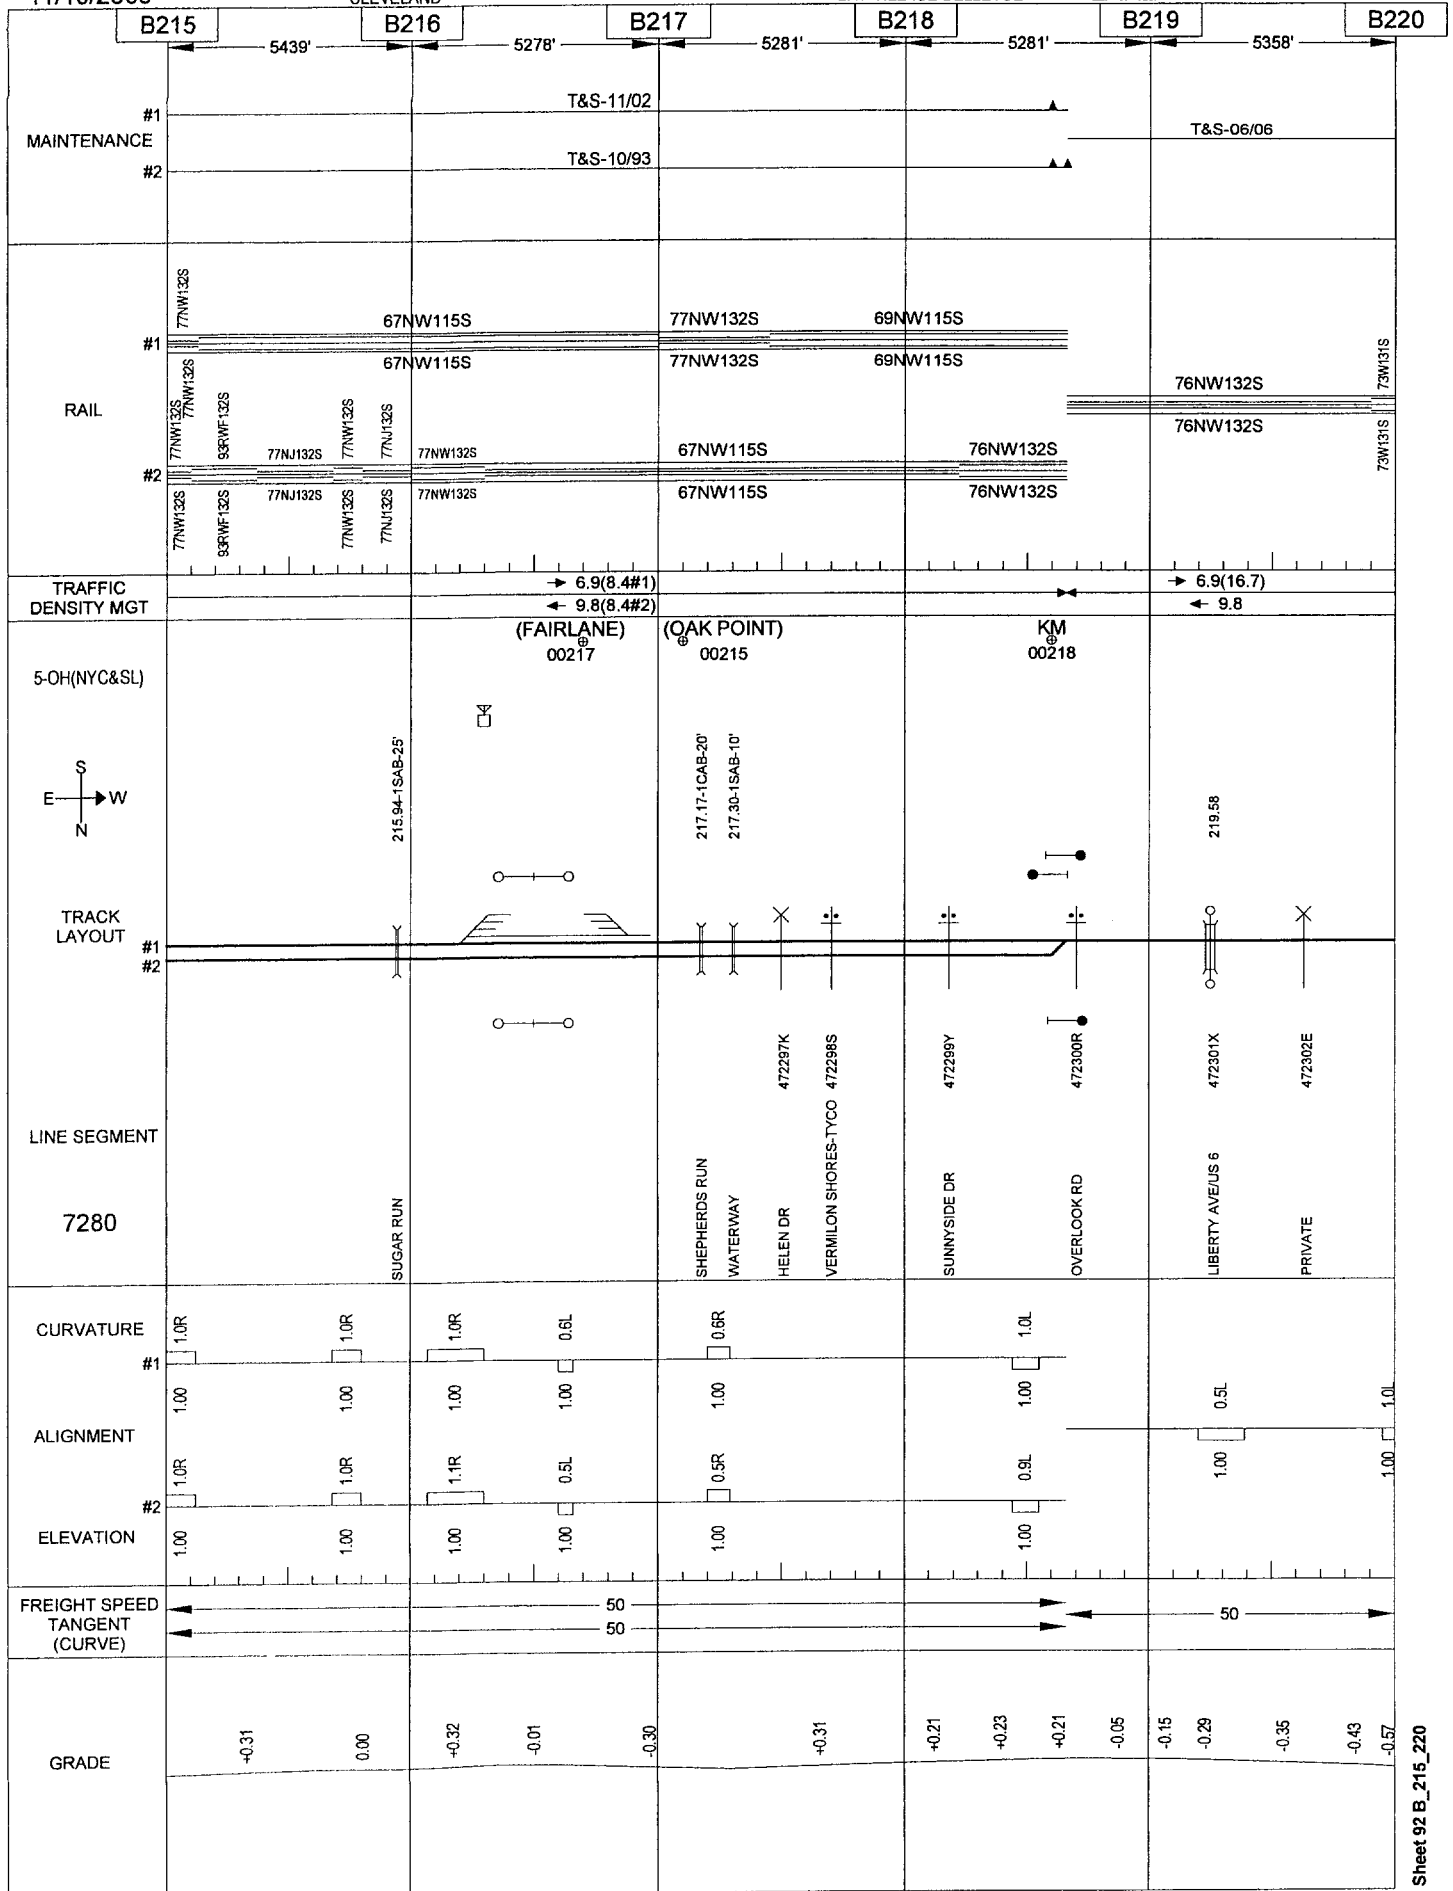 CLEVELAND
B215 B216 B217 B218 B219 B220
5439' 5278' 5281' 5281' 5358'
MAINTENANCE
#1 T&S-11/02
T&S-06/06
#2 T&S-10/93
RAIL
77NW132S
#1
67NW115S 77NW132S 69NW115S
67NW115S 77NW132S 69NW115S
77NW132S
76NW132S 73W131S
76NW132S 73W131S
#2
77NW132S 93RWF132S 77NJ132S 77NW132S 77NJ132S 77NW132S 67NW115S 76NW132S
77NW132S 93RWF132S 77NJ132S 77NW132S 77NJ132S 77NW132S 67NW115S 76NW132S
TRAFFIC
DENSITY MGT
→ 6.9(8.4#1) → 6.9(16.7)
← 9.8(8.4#2) ← 9.8
(FAIRLANE) (OAK POINT) KM
00217 00215 00218
5-OH(NYC&SL)
S
E W
N
215.94-1SAB-25' 217.17-1CAB-20' 217.30-1SAB-10' 219.58
TRACK
LAYOUT
#1
#2
472297K 472298S 472299Y 472300R 472301X 472302E
LINE SEGMENT
7280
SUGAR RUN
SHEPHERDS RUN
WATERWAY
HELEN DR
VERMILON SHORES-TYCO
SUNNYSIDE DR
OVERLOOK RD
LIBERTY AVE/US 6
PRIVATE
CURVATURE
#1
1.0R 1.0R 1.0R 0.6L 0.6R 1.0L
1.00 1.00 1.00 1.00 1.00 1.00
0.5L 1.0L
1.00 1.00
ALIGNMENT
#2
1.0R 1.0R 1.1R 0.5L 0.5R 0.9L
1.00 1.00 1.00 1.00 1.00 1.00
ELEVATION
FREIGHT SPEED
TANGENT
(CURVE)
50
50
50
GRADE
+0.31 0.00 +0.32 -0.01 -0.30 +0.31 +0.21 +0.23 +0.21 -0.05 -0.15 -0.29 -0.35 -0.43 -0.57
Sheet 92 B_215_220